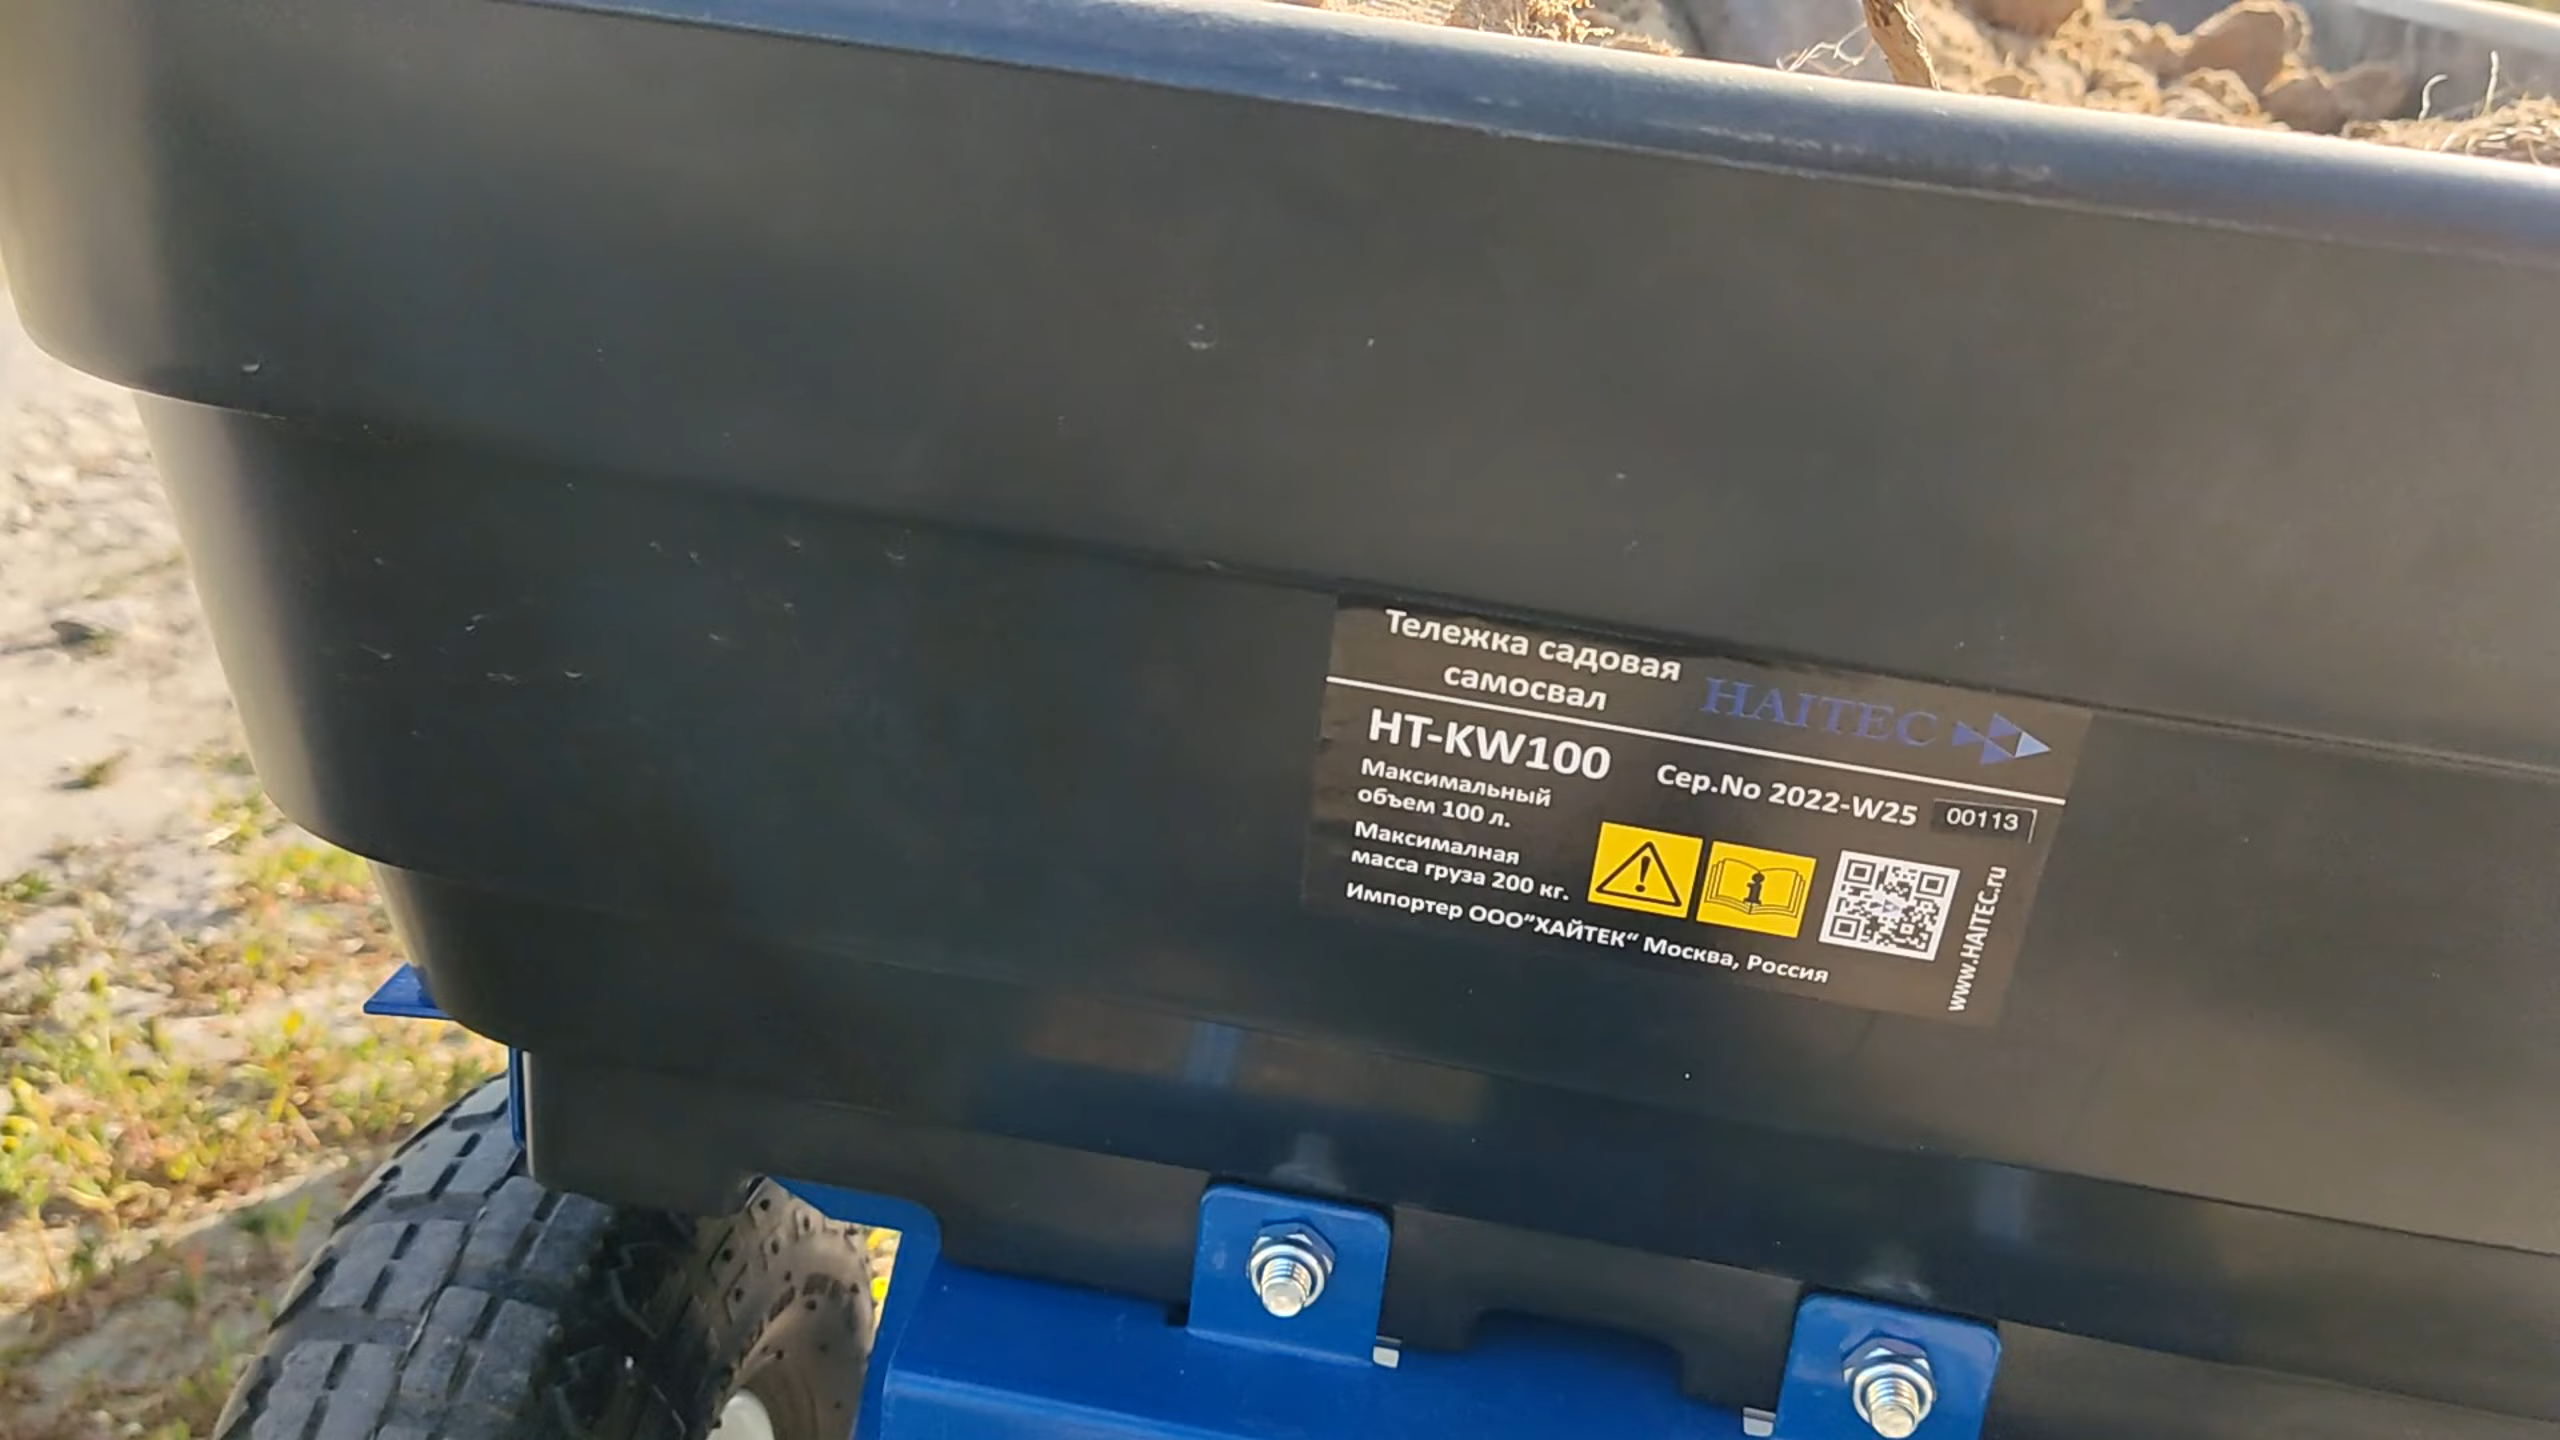 Тележка садовая
самосвал
HAITEC
HT-KW100
Сер.No 2022-W25 00113
Максимальный
объем 100 л.
Максималная
масса груза 200 кг.
Импортер ООО"ХАЙТЕК" Москва, Россия
www.HAITEC.ru